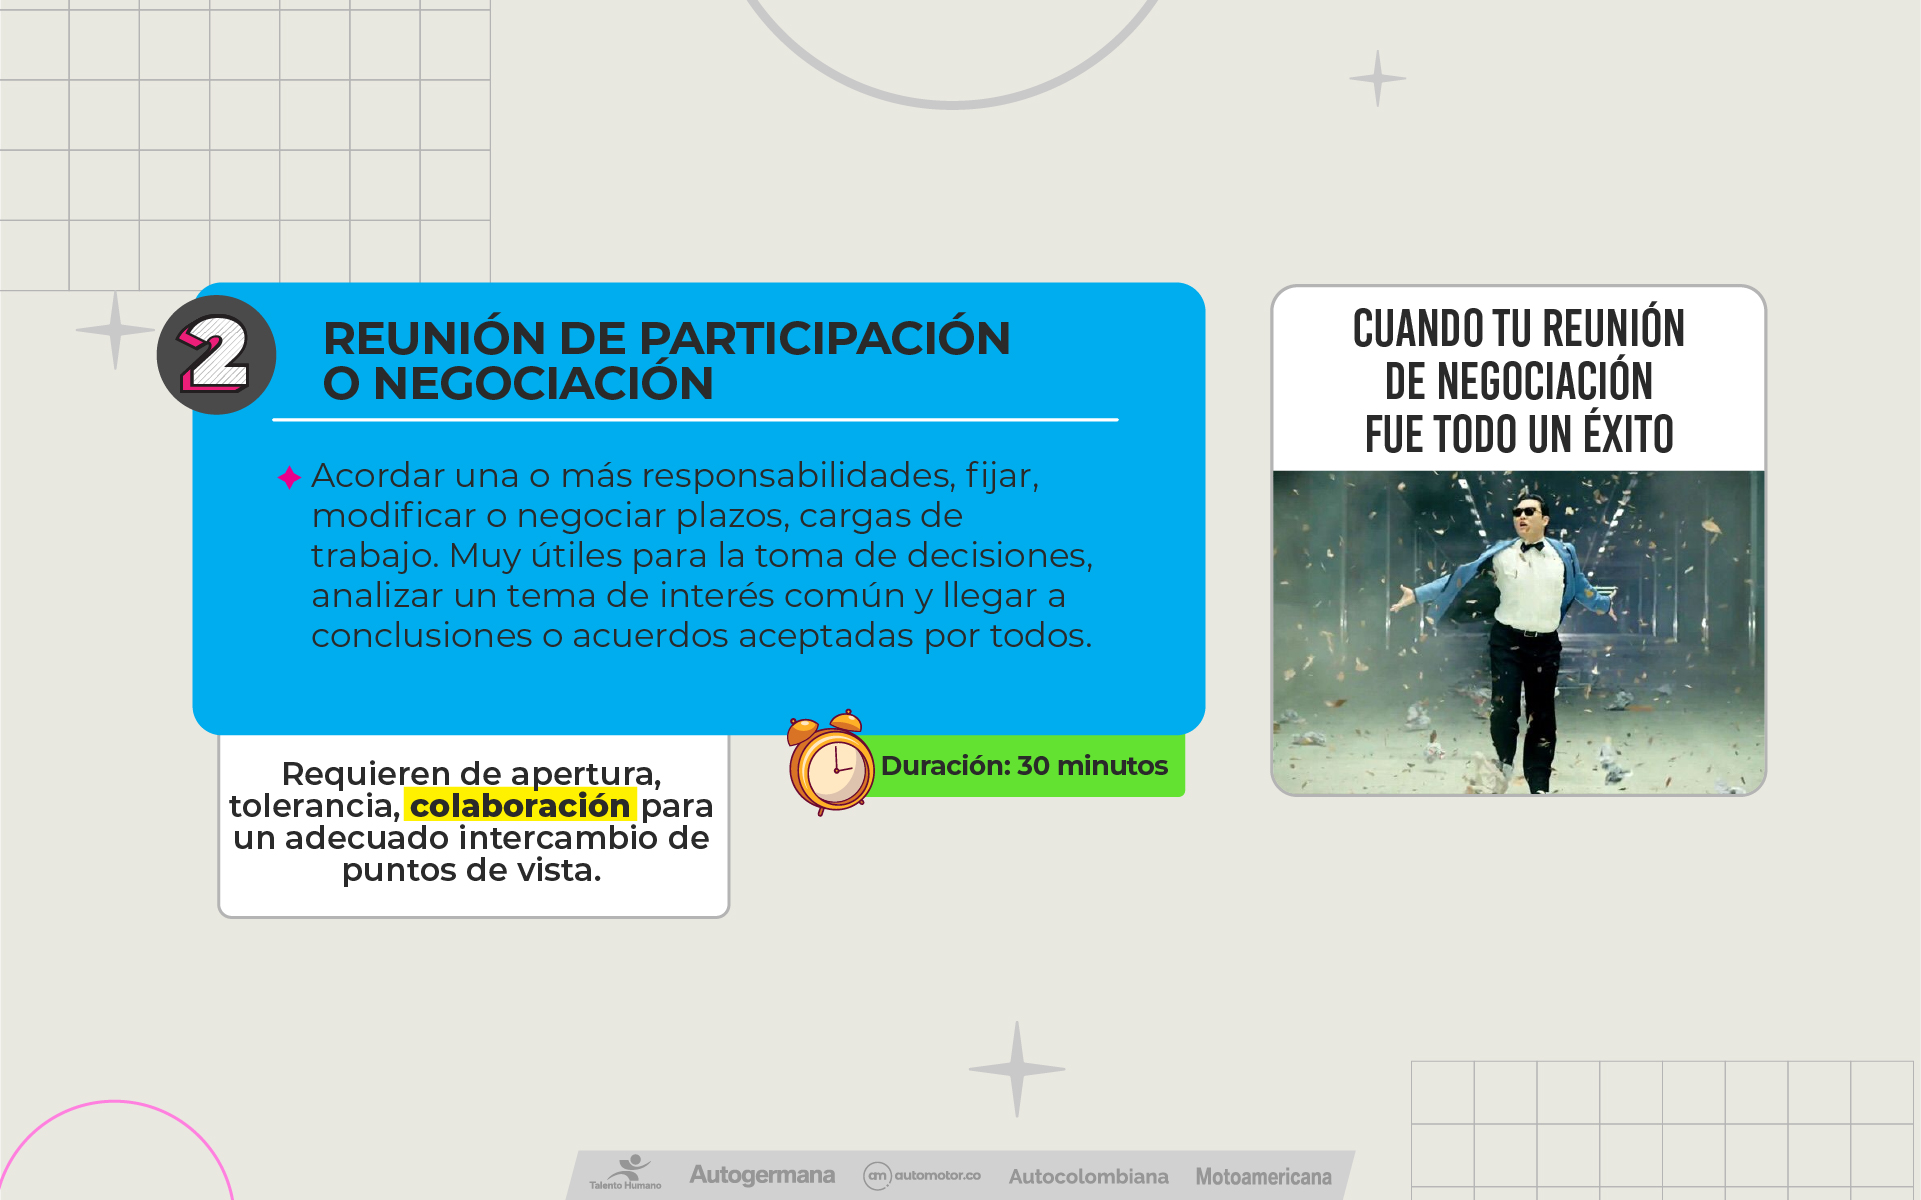 2
REUNIÓN DE PARTICIPACIÓN
O NEGOCIACIÓN
Acordar una o más responsabilidades, fijar,
modificar o negociar plazos, cargas de
trabajo. Muy útiles para la toma de decisiones,
analizar un tema de interés común y llegar a
conclusiones o acuerdos aceptadas por todos.
Requieren de apertura,
tolerancia, colaboración para
un adecuado intercambio de
puntos de vista.
Duración: 30 minutos
CUANDO TU REUNIÓN
DE NEGOCIACIÓN
FUE TODO UN ÉXITO
Talento Humano
Autogermana
am automotor.co
Autocolombiana
Motoamericana